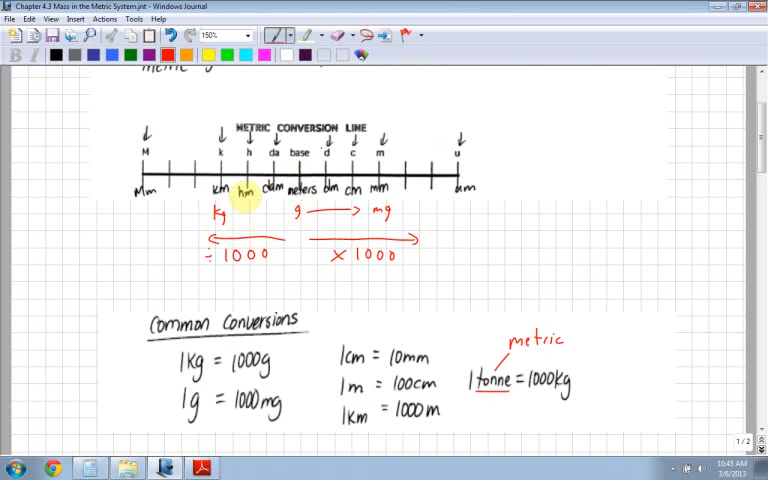 Chapter 4.3 Mass in the Metric System.jnt - Windows Journal
File Edit View Insert Actions Tools Help
150%
B I
metric
METRIC CONVERSION LINE
M k h da base d c m u
Mm km hm dam meters dm cm mm um
kg g mg
÷ 1000 × 1000
Common Conversions
metric
1kg = 1000g 1cm = 10mm
1 tonne = 1000kg
1g = 1000mg 1m = 100cm
1km = 1000m
1 / 2
10:45 AM
3/6/2013